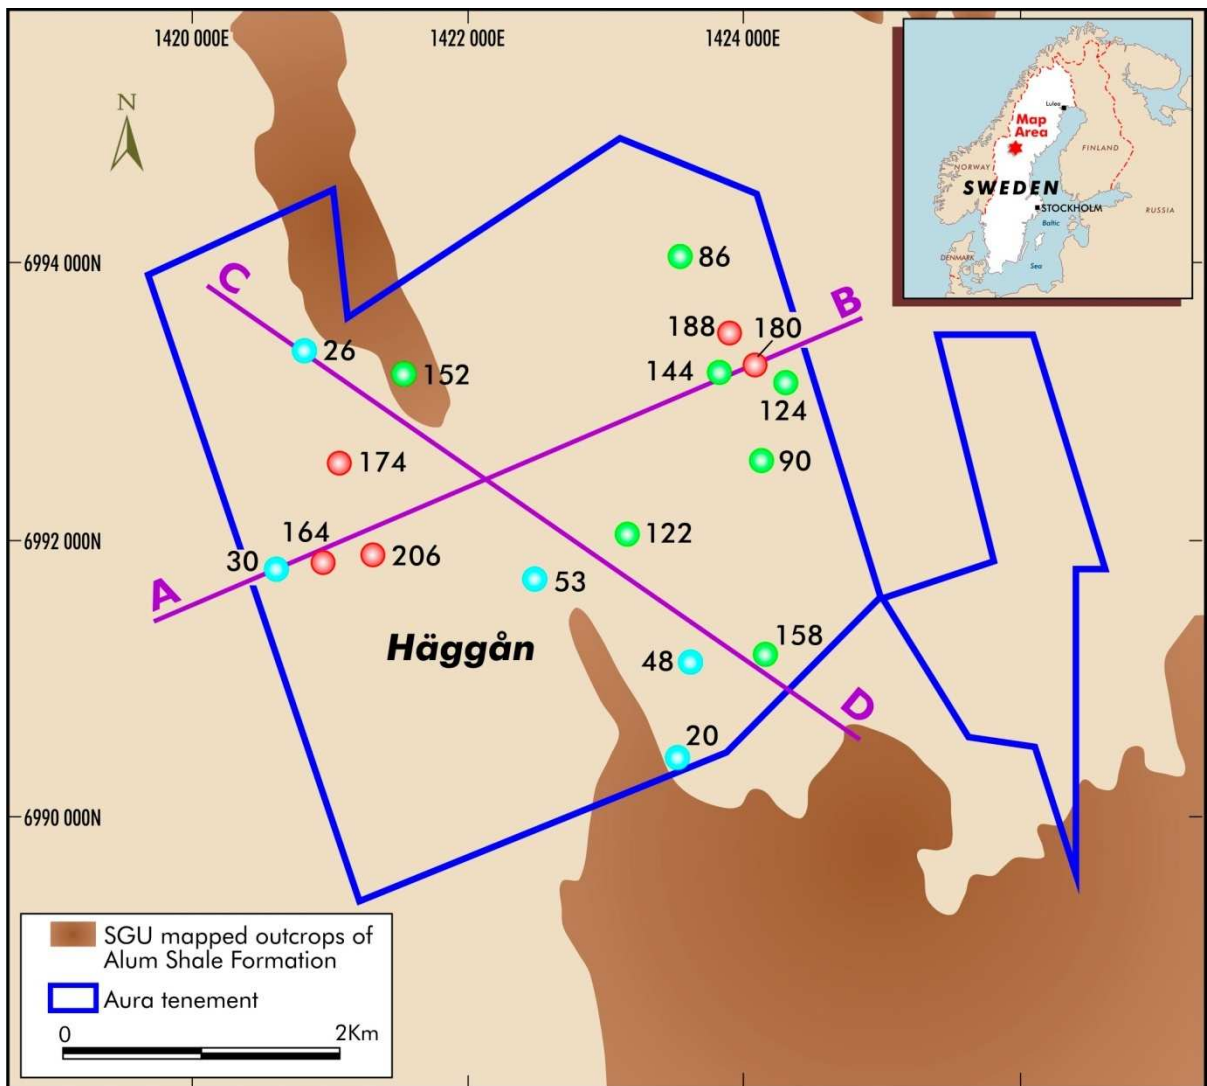 1420 000E
1422 000E
1424 000E
N
Lulea
Map
Area
NORWAY
FINLAND
SWEDEN
STOCKHOLM
RUSSIA
Baltic
DENMARK
Sea
6994 000N
C
86
B
188
180
26
152
144
124
174
90
164
122
6992 000N
30
206
53
A
Häggån
158
48
D
20
6990 000N
SGU mapped outcrops of
Alum Shale Formation
Aura tenement
0
2Km